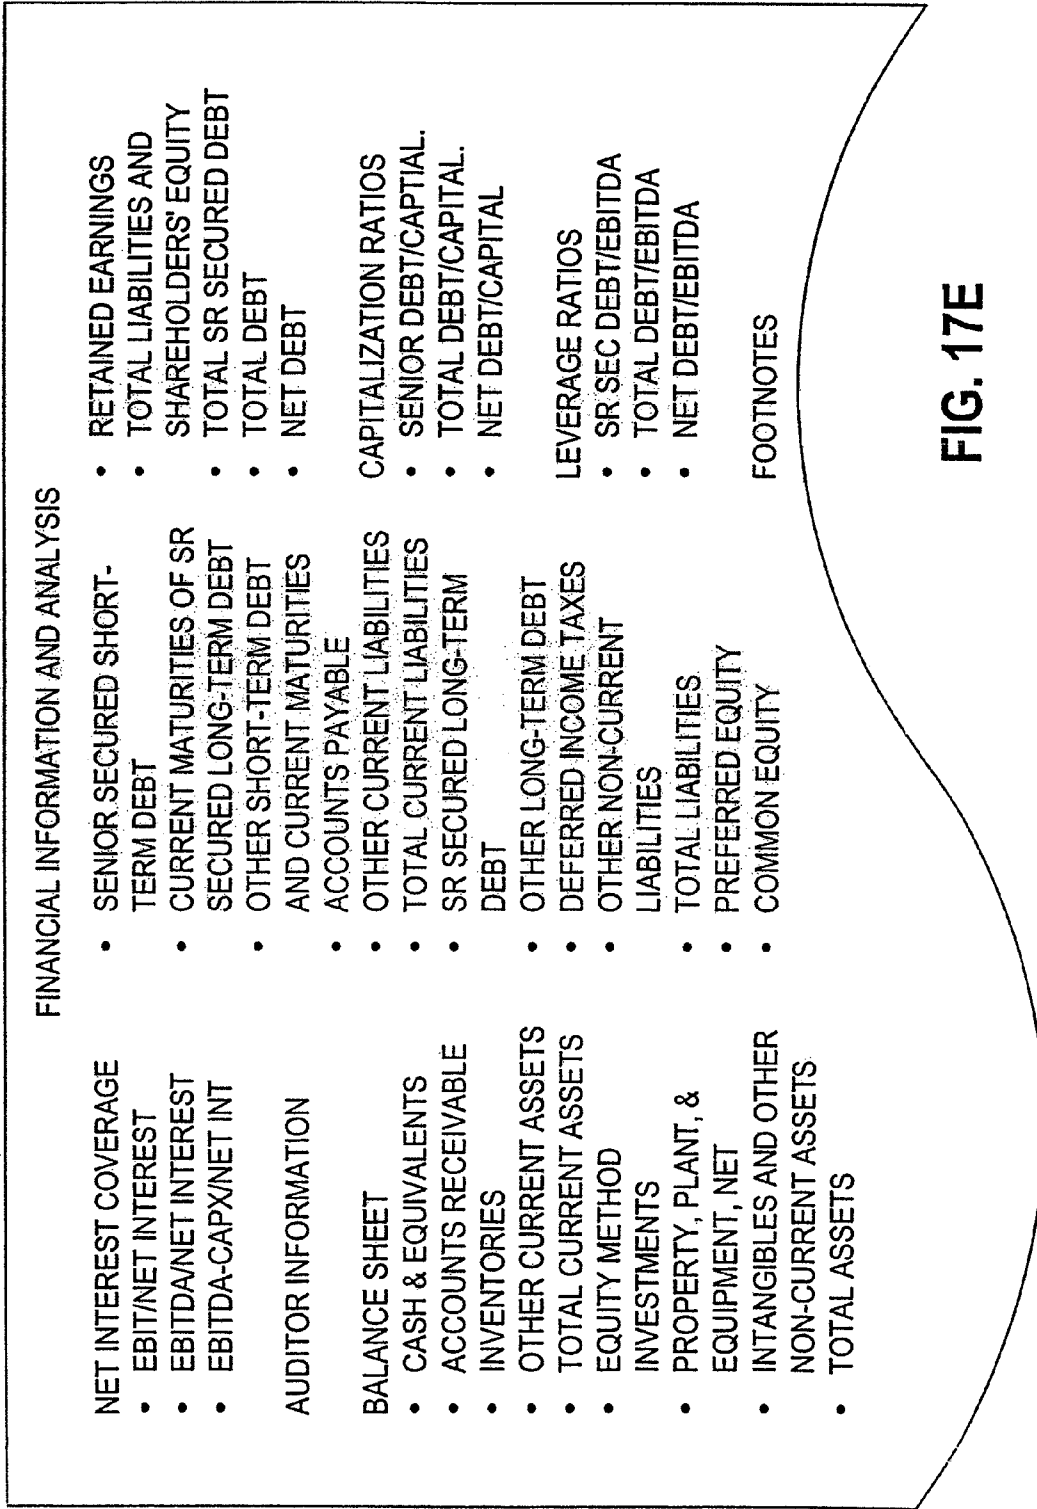 FINANCIAL INFORMATION AND ANALYSIS
NET INTEREST COVERAGE
• EBIT/NET INTEREST
• EBITDA/NET INTEREST
• EBITDA-CAPX/NET INT
AUDITOR INFORMATION
BALANCE SHEET
• CASH & EQUIVALENTS
• ACCOUNTS RECEIVABLE
• INVENTORIES
• OTHER CURRENT ASSETS
• TOTAL CURRENT ASSETS
• EQUITY METHOD
INVESTMENTS
• PROPERTY, PLANT, &
EQUIPMENT, NET
• INTANGIBLES AND OTHER
NON-CURRENT ASSETS
• TOTAL ASSETS
• SENIOR SECURED SHORT-
TERM DEBT
• CURRENT MATURITIES OF SR
SECURED LONG-TERM DEBT
• OTHER SHORT-TERM DEBT
AND CURRENT MATURITIES
• ACCOUNTS PAYABLE
• OTHER CURRENT LIABILITIES
• TOTAL CURRENT LIABILITIES
• SR SECURED LONG-TERM
DEBT
• OTHER LONG-TERM DEBT
• DEFERRED INCOME TAXES
• OTHER NON-CURRENT
LIABILITIES
• TOTAL LIABILITIES
• PREFERRED EQUITY
• COMMON EQUITY
• RETAINED EARNINGS
• TOTAL LIABILITIES AND
SHAREHOLDERS' EQUITY
• TOTAL SR SECURED DEBT
• TOTAL DEBT
• NET DEBT
CAPITALIZATION RATIOS
• SENIOR DEBT/CAPTIAL.
• TOTAL DEBT/CAPITAL.
• NET DEBT/CAPITAL
LEVERAGE RATIOS
• SR SEC DEBT/EBITDA
• TOTAL DEBT/EBITDA
• NET DEBT/EBITDA
FOOTNOTES
FIG. 17E